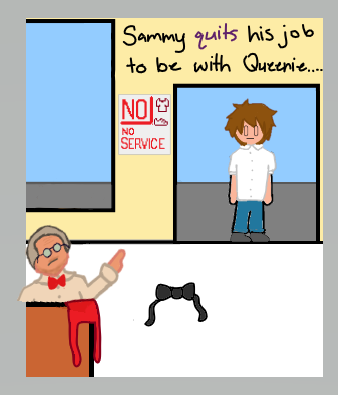 Sammy quits his job
to be with Queenie....
NO
NO
SERVICE